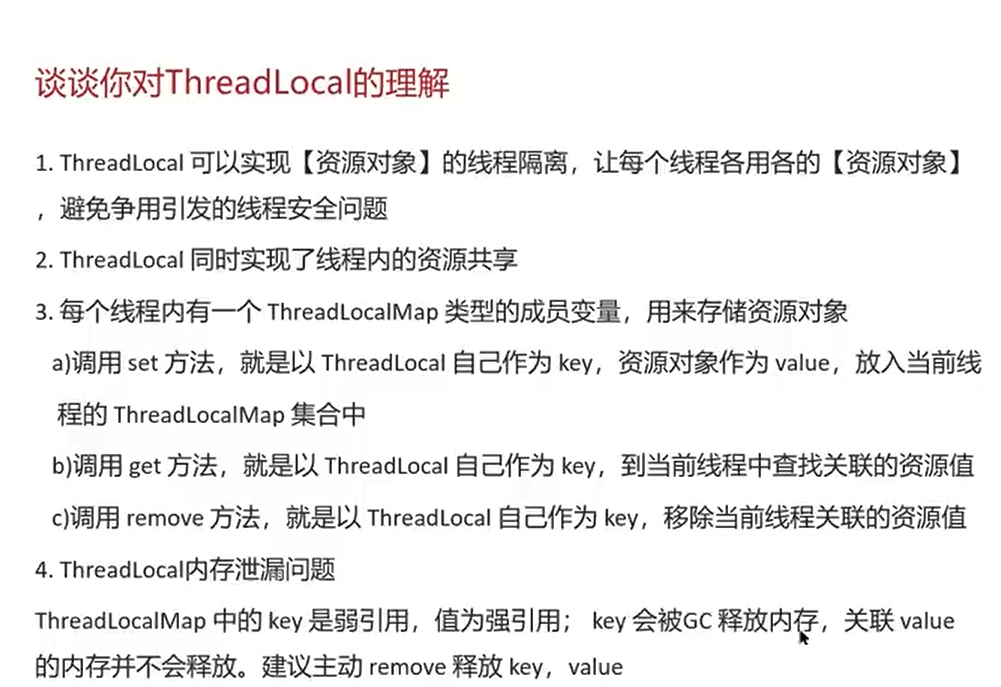 谈谈你对ThreadLocal的理解
1. ThreadLocal 可以实现【资源对象】的线程隔离，让每个线程各用各的【资源对象】
，避免争用引发的线程安全问题
2. ThreadLocal 同时实现了线程内的资源共享
3. 每个线程内有一个 ThreadLocalMap 类型的成员变量，用来存储资源对象
a)调用 set 方法，就是以 ThreadLocal 自己作为 key，资源对象作为 value，放入当前线
程的 ThreadLocalMap 集合中
b)调用 get 方法，就是以 ThreadLocal 自己作为 key，到当前线程中查找关联的资源值
c)调用 remove 方法，就是以 ThreadLocal 自己作为 key，移除当前线程关联的资源值
4. ThreadLocal内存泄漏问题
ThreadLocalMap 中的 key 是弱引用，值为强引用； key 会被GC 释放内存，关联 value
的内存并不会释放。建议主动 remove 释放 key，value